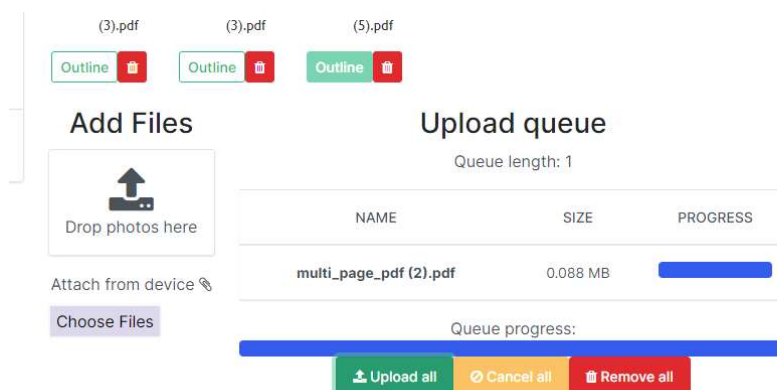 (3).pdf (3).pdf (5).pdf
Outline Outline Outline
Add Files
Drop photos here
Attach from device
Choose Files
Upload queue
Queue length: 1
NAME SIZE PROGRESS
multi_page_pdf (2).pdf 0.088 MB
Queue progress:
Upload all Cancel all Remove all